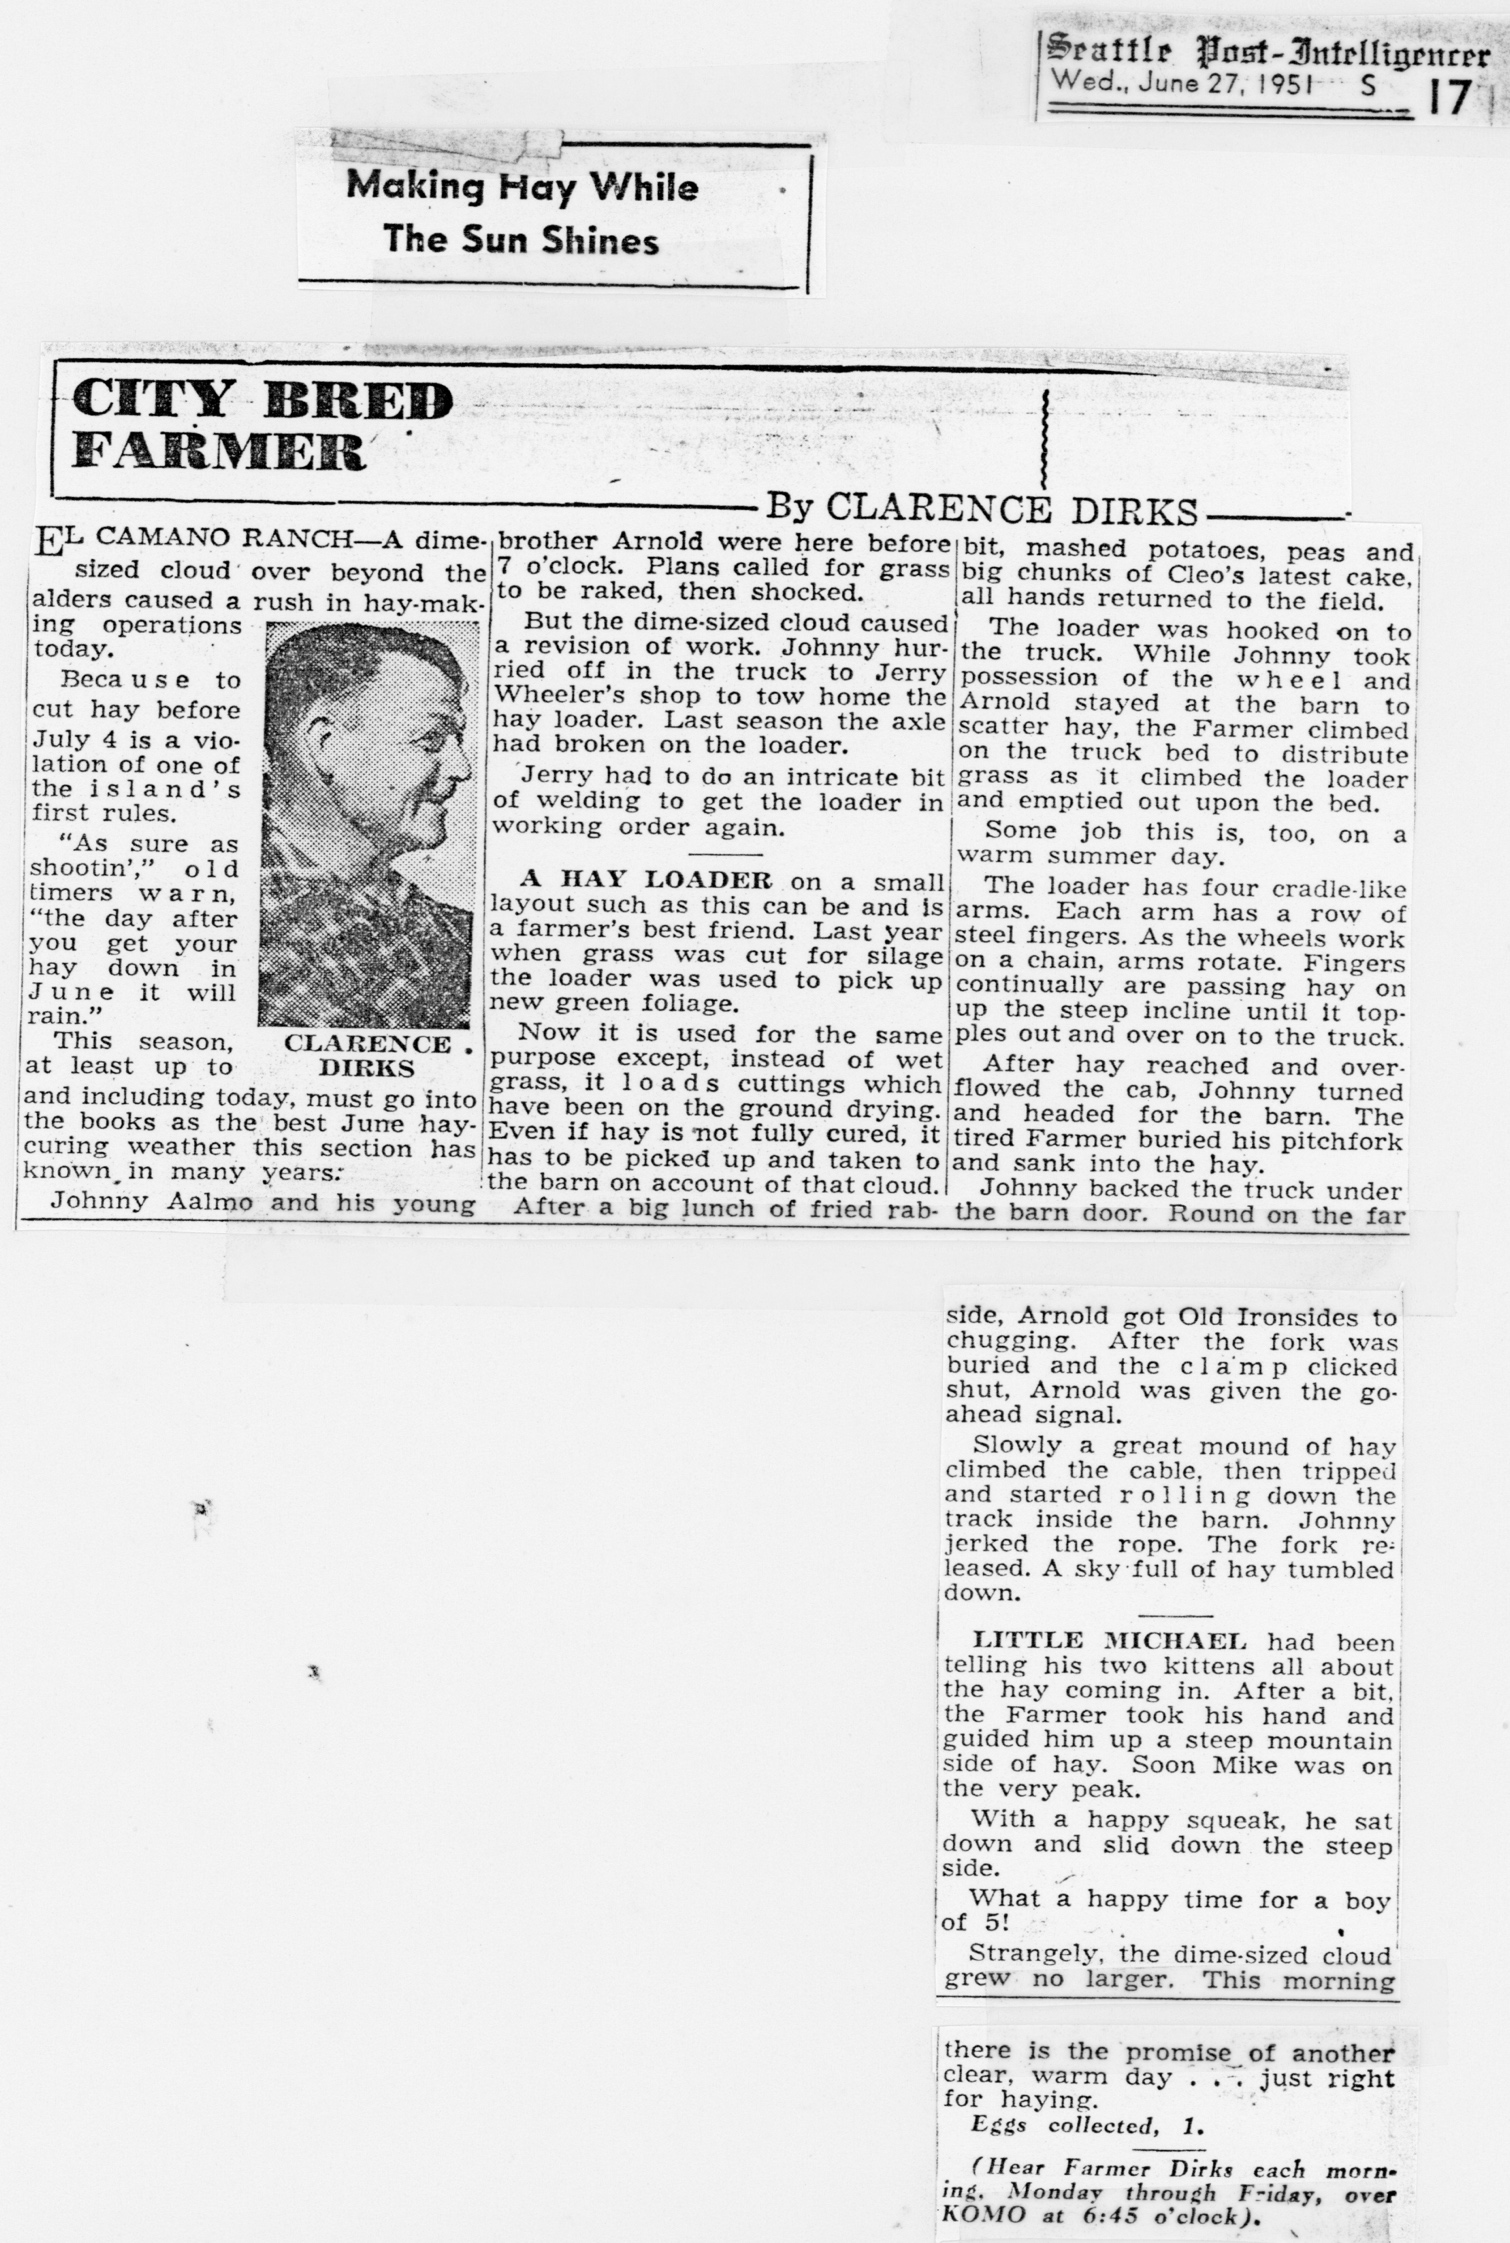 Seattle Post-Intelligencer
Wed., June 27, 1951 S 17
Making Hay While
The Sun Shines
CITY BRED
FARMER
By CLARENCE DIRKS
EL CAMANO RANCH—A dime-
sized cloud over beyond the
alders caused a rush in hay-mak-
ing operations
today.
Because to
cut hay before
July 4 is a vio-
lation of one of
the island's
first rules.
"As sure as
shootin'," old
timers warn,
"the day after
you get your
hay down in
June it will
rain."
This season,
at least up to
CLARENCE
DIRKS
and including today, must go into
the books as the best June hay-
curing weather this section has
known in many years.
Johnny Aalmo and his young
brother Arnold were here before
7 o'clock. Plans called for grass
to be raked, then shocked.
But the dime-sized cloud caused
a revision of work. Johnny hur-
ried off in the truck to Jerry
Wheeler's shop to tow home the
hay loader. Last season the axle
had broken on the loader.
Jerry had to do an intricate bit
of welding to get the loader in
working order again.
A HAY LOADER on a small
layout such as this can be and is
a farmer's best friend. Last year
when grass was cut for silage
the loader was used to pick up
new green foliage.
Now it is used for the same
purpose except, instead of wet
grass, it loads cuttings which
have been on the ground drying.
Even if hay is not fully cured, it
has to be picked up and taken to
the barn on account of that cloud.
After a big lunch of fried rab-
bit, mashed potatoes, peas and
big chunks of Cleo's latest cake,
all hands returned to the field.
The loader was hooked on to
the truck. While Johnny took
possession of the wheel and
Arnold stayed at the barn to
scatter hay, the Farmer climbed
on the truck bed to distribute
grass as it climbed the loader
and emptied out upon the bed.
Some job this is, too, on a
warm summer day.
The loader has four cradle-like
arms. Each arm has a row of
steel fingers. As the wheels work
on a chain, arms rotate. Fingers
continually are passing hay on
up the steep incline until it top-
ples out and over on to the truck.
After hay reached and over-
flowed the cab, Johnny turned
and headed for the barn. The
tired Farmer buried his pitchfork
and sank into the hay.
Johnny backed the truck under
the barn door. Round on the far
side, Arnold got Old Ironsides to
chugging. After the fork was
buried and the clamp clicked
shut, Arnold was given the go-
ahead signal.
Slowly a great mound of hay
climbed the cable, then tripped
and started rolling down the
track inside the barn. Johnny
jerked the rope. The fork re-
leased. A sky full of hay tumbled
down.
LITTLE MICHAEL had been
telling his two kittens all about
the hay coming in. After a bit,
the Farmer took his hand and
guided him up a steep mountain
side of hay. Soon Mike was on
the very peak.
With a happy squeak, he sat
down and slid down the steep
side.
What a happy time for a boy
of 5!
Strangely, the dime-sized cloud
grew no larger. This morning
there is the promise of another
clear, warm day . . . just right
for haying.
Eggs collected, 1.
(Hear Farmer Dirks each morn-
ing, Monday through Friday, over
KOMO at 6:45 o'clock).